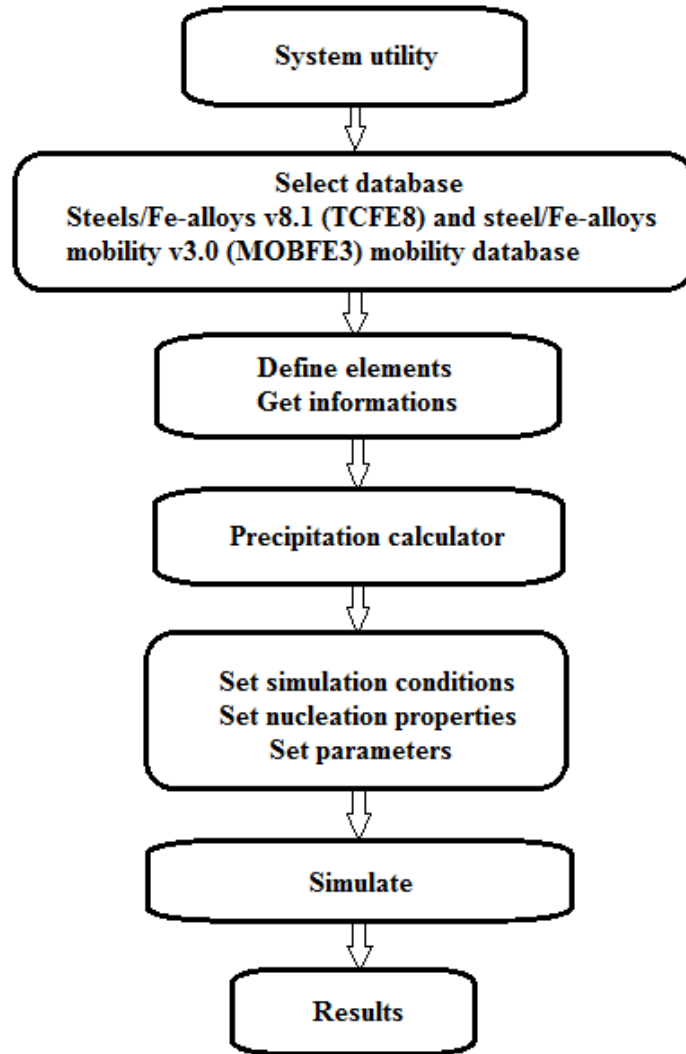 System utility
Select database
Steels/Fe-alloys v8.1 (TCFE8) and steel/Fe-alloys
mobility v3.0 (MOBFE3) mobility database
Define elements
Get informations
Precipitation calculator
Set simulation conditions
Set nucleation properties
Set parameters
Simulate
Results